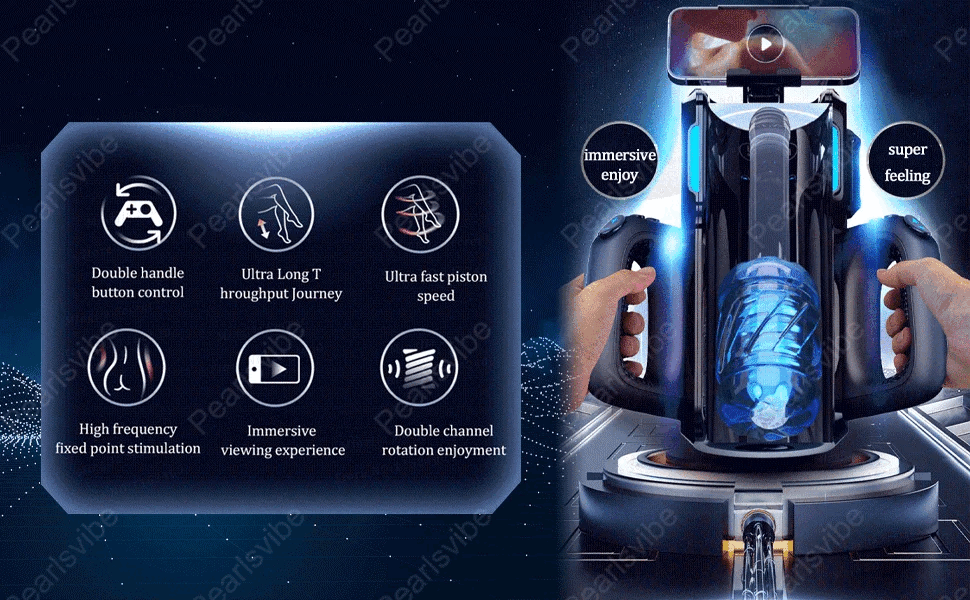 Double handle
button control
Ultra Long T
hroughput Journey
Ultra fast piston
speed
High frequency
fixed point stimulation
Immersive
viewing experience
Double channel
rotation enjoyment
immersive
enjoy
super
feeling
Pearlsvibe